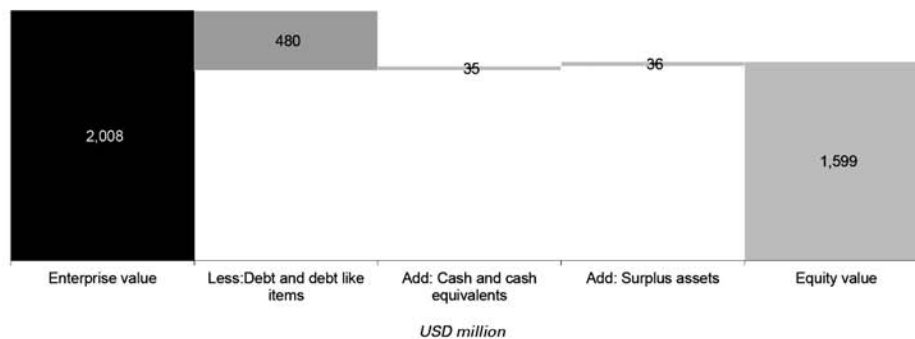 480
35
36
2,008
1,599
Enterprise value
Less:Debt and debt like
items
Add: Cash and cash
equivalents
Add: Surplus assets
Equity value
USD million